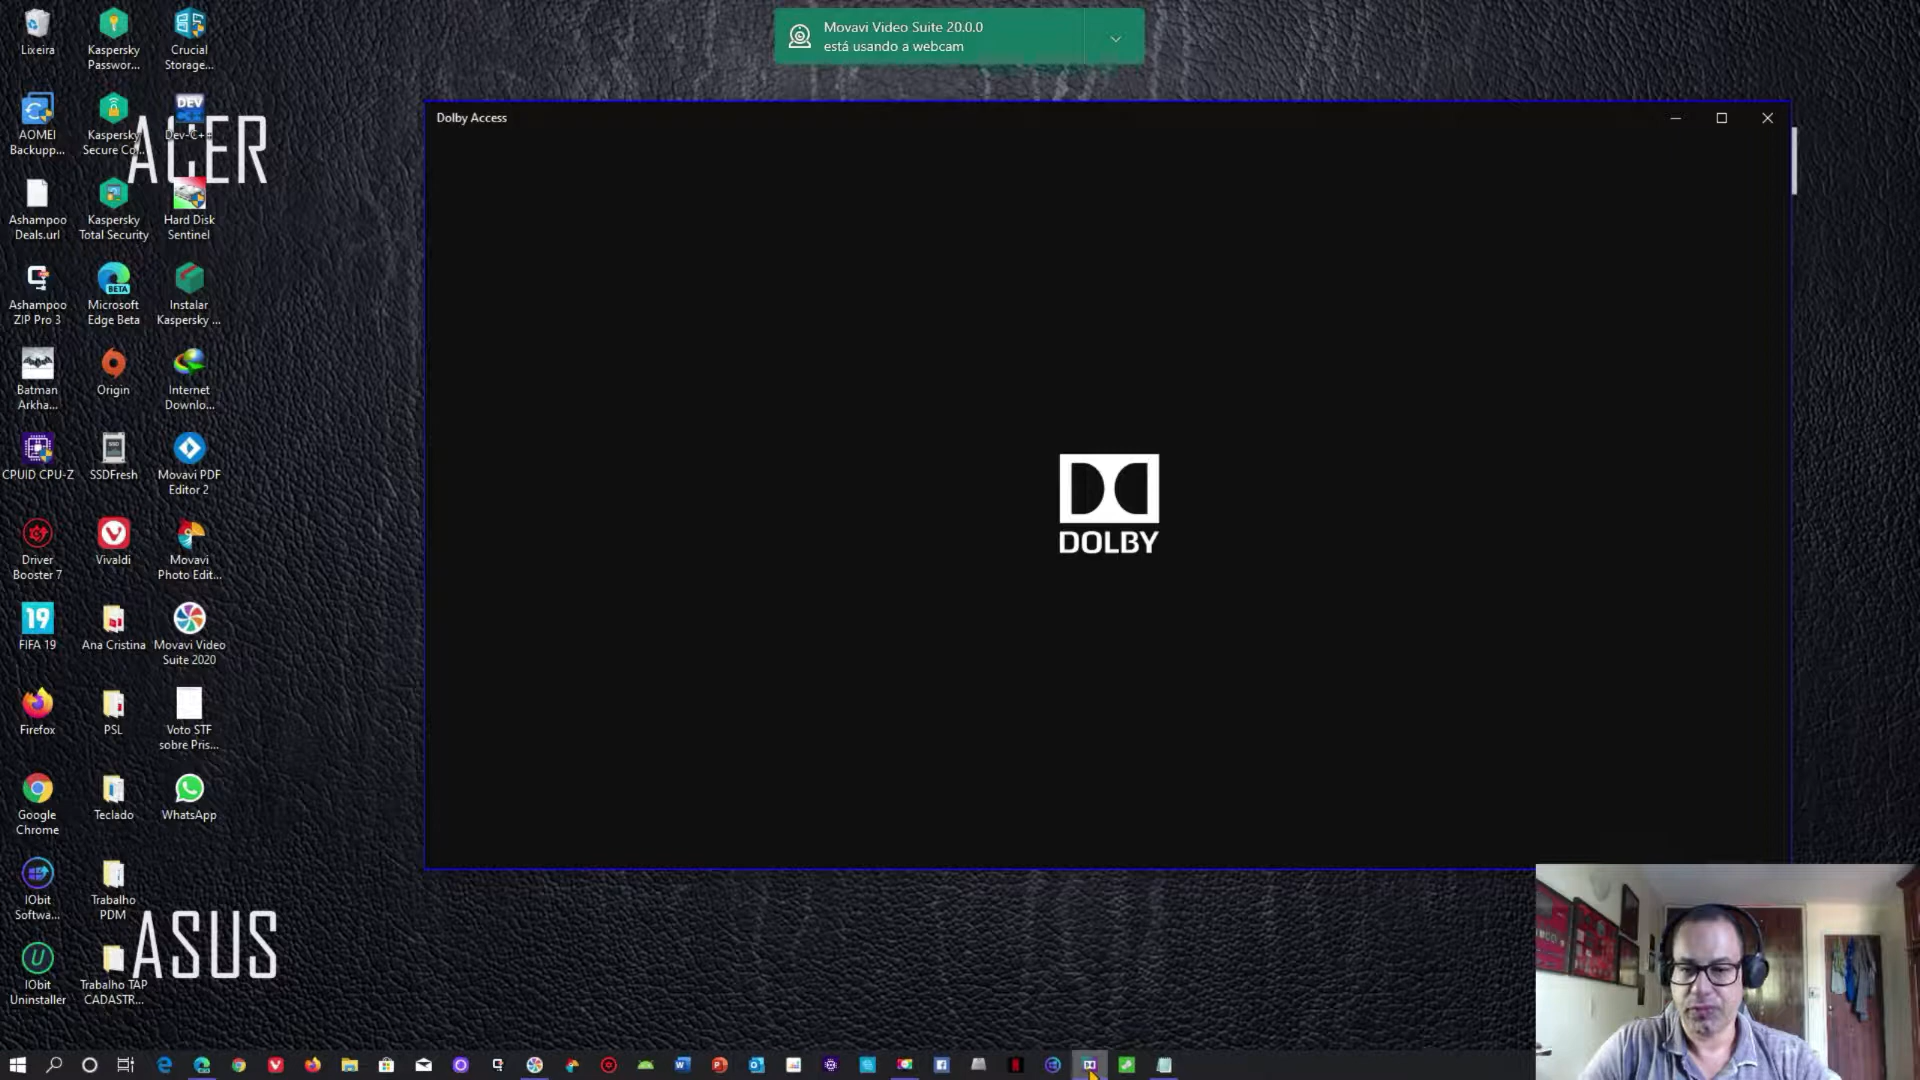 Movavi Video Suite 20.0.0
está usando a webcam
Dolby Access
DOLBY
ACER
ASUS
Lixeira
Kaspersky
Passwor...
Crucial
Storage...
AOMEI
Backupp...
Kaspersky
Secure Co...
DEV
Dev-C++
Ashampoo
Deals.url
Kaspersky
Total Security
Hard Disk
Sentinel
Ashampoo
ZIP Pro 3
BETA
Microsoft
Edge Beta
Instalar
Kaspersky ...
Batman
Arkha...
Origin
Internet
Downlo...
CPUID CPU-Z
SSDFresh
Movavi PDF
Editor 2
Driver
Booster 7
Vivaldi
Movavi
Photo Edit...
19
FIFA 19
Ana Cristina
Movavi Video
Suite 2020
Firefox
PSL
Voto STF
sobre Pris...
Google
Chrome
Teclado
WhatsApp
IObit
Softwa...
Trabalho
PDM
IObit
Uninstaller
Trabalho TAP
CADASTR...